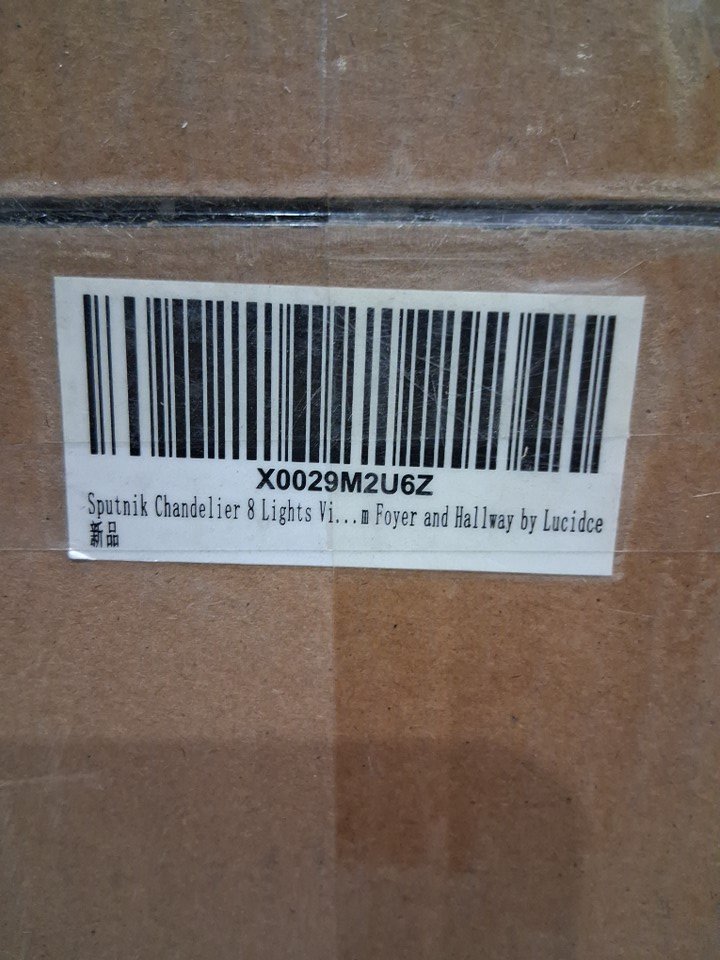 X0029M2U6Z
Sputnik Chandelier 8 Lights Vi...m Foyer and Hallway by Lucidce
新品